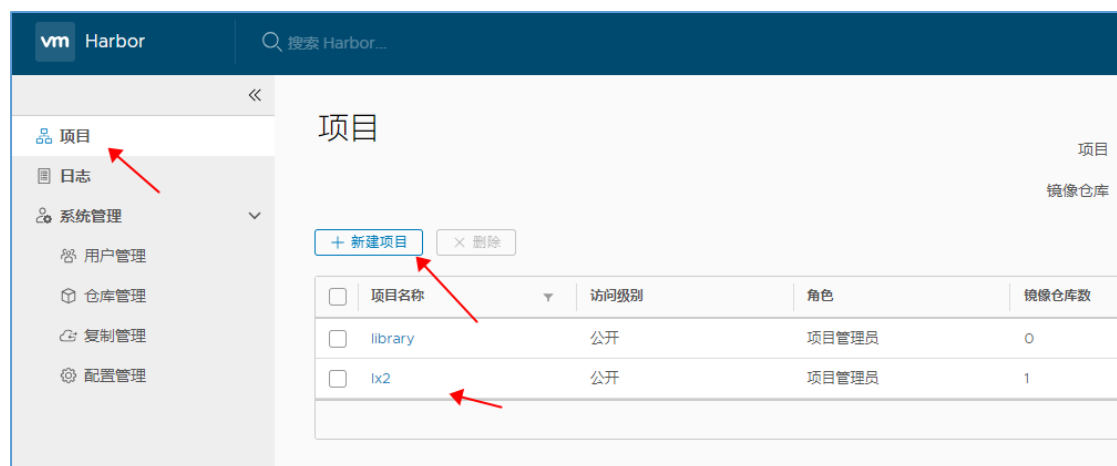 vm Harbor 搜索 Harbor...
项目
日志
系统管理
用户管理
仓库管理
复制管理
配置管理
项目
项目
镜像仓库
+ 新建项目 × 删除
项目名称 访问级别 角色 镜像仓库数
library 公开 项目管理员 0
lx2 公开 项目管理员 1